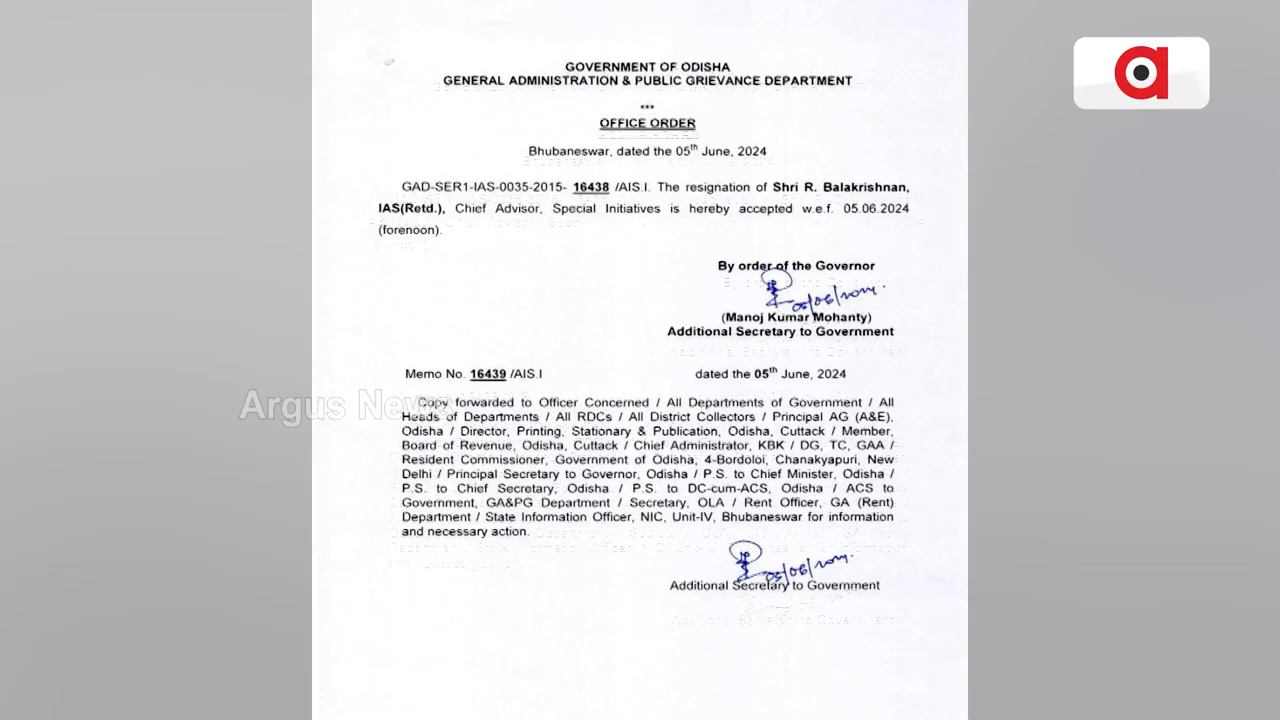 GOVERNMENT OF ODISHA
GENERAL ADMINISTRATION & PUBLIC GRIEVANCE DEPARTMENT
***
OFFICE ORDER
Bhubaneswar, dated the 05th June, 2024
GAD-SER1-IAS-0035-2015- 16438 /AIS.I. The resignation of Shri R. Balakrishnan,
IAS(Retd.), Chief Advisor, Special Initiatives is hereby accepted w.e.f. 05.06.2024
(forenoon).
By order of the Governor
05/06/2024.
(Manoj Kumar Mohanty)
Additional Secretary to Government
Memo No. 16439 /AIS.I dated the 05th June, 2024
Argus News
Copy forwarded to Officer Concerned / All Departments of Government / All
Heads of Departments / All RDCs / All District Collectors / Principal AG (A&E),
Odisha / Director, Printing, Stationary & Publication, Odisha, Cuttack / Member,
Board of Revenue, Odisha, Cuttack / Chief Administrator, KBK / DG, TC, GAA /
Resident Commissioner, Government of Odisha, 4-Bordoloi, Chanakyapuri, New
Delhi / Principal Secretary to Governor, Odisha / P.S. to Chief Minister, Odisha /
P.S. to Chief Secretary, Odisha / P.S. to DC-cum-ACS, Odisha / ACS to
Government, GA&PG Department / Secretary, OLA / Rent Officer, GA (Rent)
Department / State Information Officer, NIC, Unit-IV, Bhubaneswar for information
and necessary action.
05/06/2024.
Additional Secretary to Government